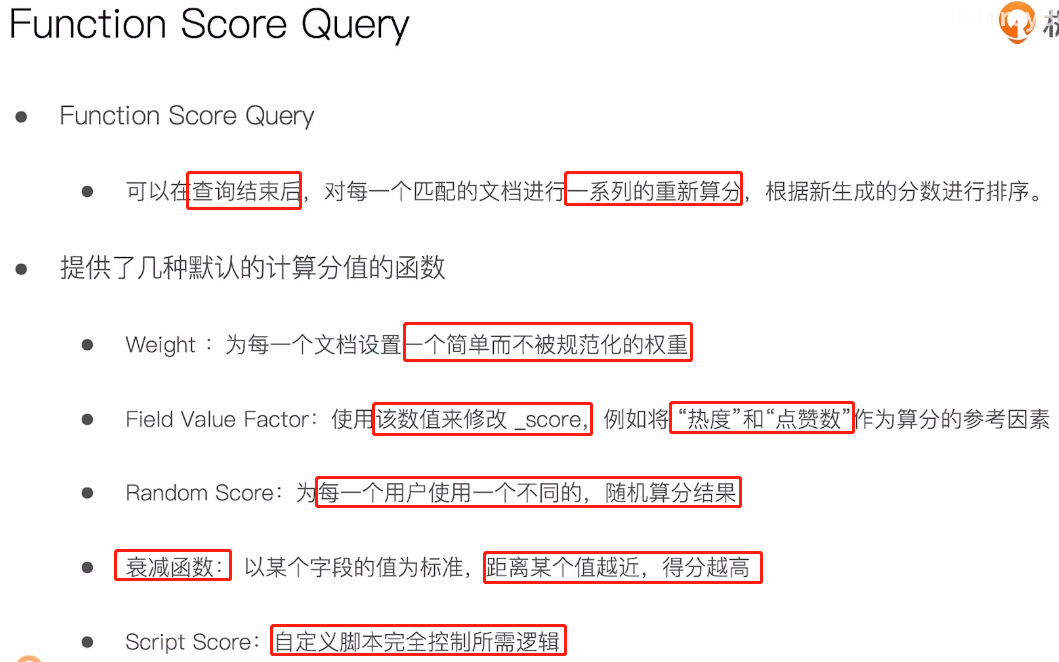 Function Score Query
Function Score Query
可以在查询结束后，对每一个匹配的文档进行一系列的重新算分，根据新生成的分数进行排序。
提供了几种默认的计算分值的函数
Weight ：为每一个文档设置一个简单而不被规范化的权重
Field Value Factor：使用该数值来修改 _score，例如将 “热度”和“点赞数”作为算分的参考因素
Random Score：为每一个用户使用一个不同的，随机算分结果
衰减函数：以某个字段的值为标准，距离某个值越近，得分越高
Script Score：自定义脚本完全控制所需逻辑